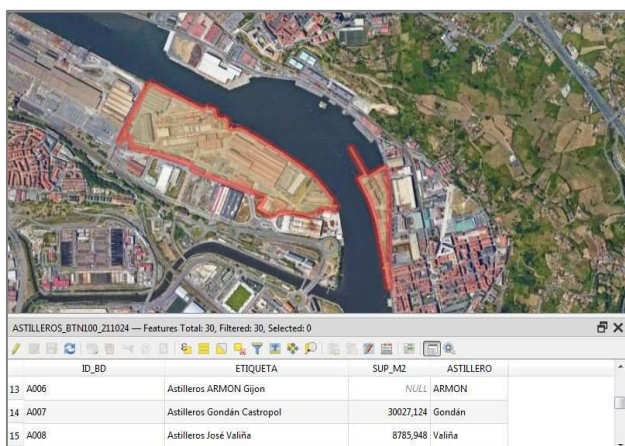 ASTILLEROS_BTN100_211024 — Features Total: 30, Filtered: 30, Selected: 0
ID_BD ETIQUETA SUP_M2 ASTILLERO
13 A006 Astilleros ARMON Gijon NULL ARMON
14 A007 Astilleros Gondán Castropol 30027,124 Gondán
15 A008 Astilleros José Valiña 8785,948 Valiña